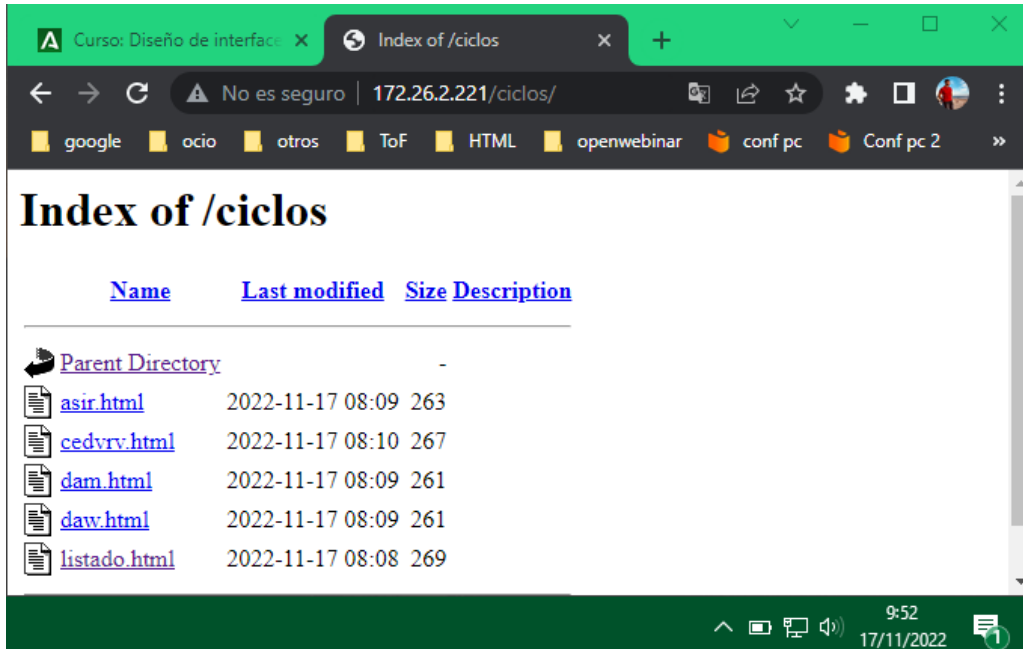 Curso: Diseño de interface
Index of /ciclos
No es seguro | 172.26.2.221/ciclos/
google ocio otros ToF HTML openwebinar conf pc Conf pc 2 »
Index of /ciclos
Name Last modified Size Description
Parent Directory -
asir.html 2022-11-17 08:09 263
cedvrv.html 2022-11-17 08:10 267
dam.html 2022-11-17 08:09 261
daw.html 2022-11-17 08:09 261
listado.html 2022-11-17 08:08 269
9:52
17/11/2022
1